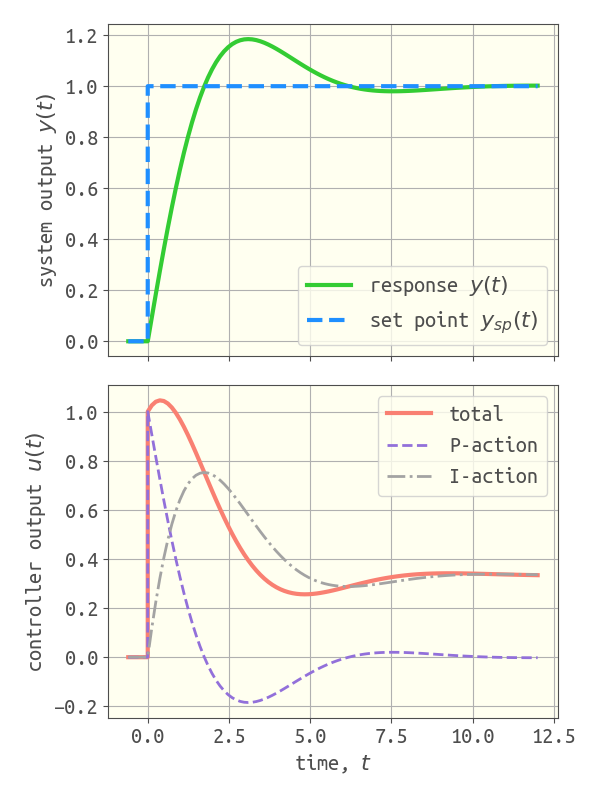 1.2
1.0
0.8
0.6
0.4
0.2
0.0
system output y(t)
response y(t)
set point y_sp(t)
1.0
0.8
0.6
0.4
0.2
0.0
−0.2
controller output u(t)
total
P-action
I-action
0.0 2.5 5.0 7.5 10.0 12.5
time, t